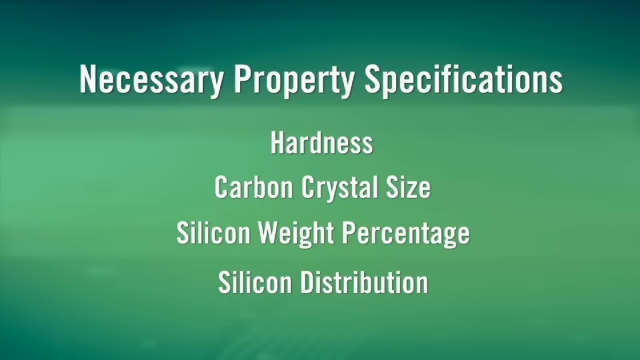 Necessary Property Specifications
Hardness
Carbon Crystal Size
Silicon Weight Percentage
Silicon Distribution